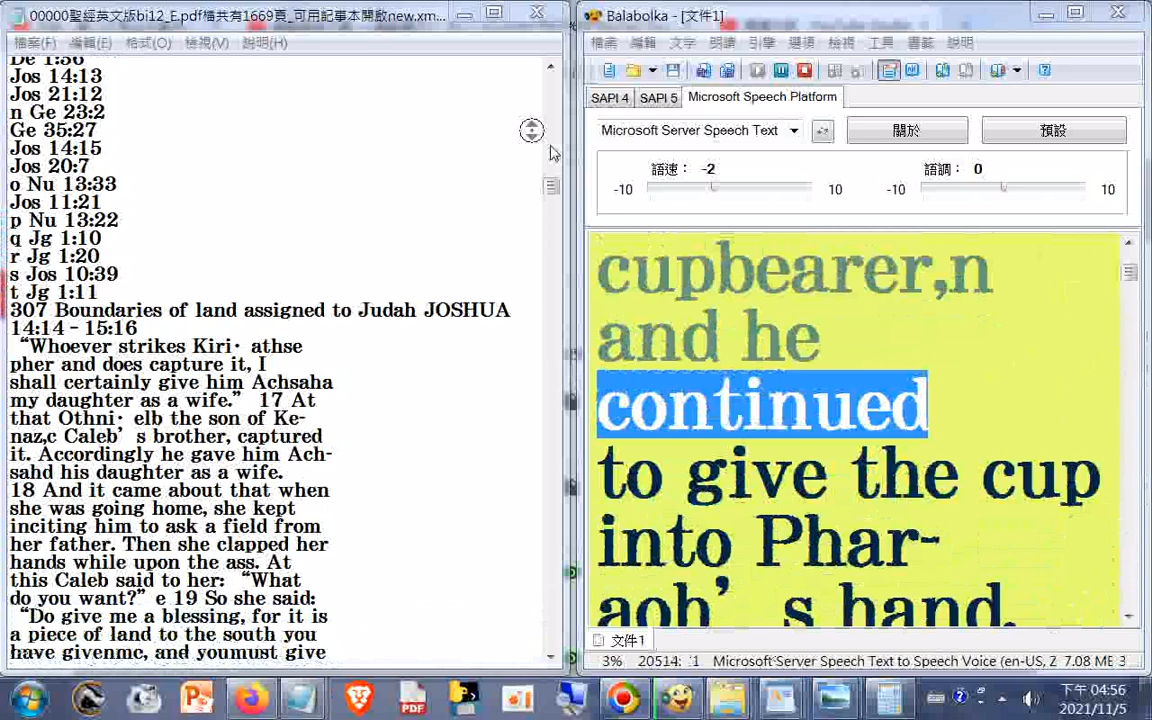 00000聖經英文版bi12_E.pdf檔共有1669頁_可用記事本開啟new.xm...
檔案(F) 編輯(E) 格式(O) 檢視(V) 說明(H)
De 1:36
Jos 14:13
Jos 21:12
n Ge 23:2
Ge 35:27
Jos 14:15
Jos 20:7
o Nu 13:33
Jos 11:21
p Nu 13:22
q Jg 1:10
r Jg 1:20
s Jos 10:39
t Jg 1:11
307 Boundaries of land assigned to Judah JOSHUA
14:14–15:16
“Whoever strikes Kiri· athse
pher and does capture it, I
shall certainly give him Achsaha
my daughter as a wife.” 17 At
that Othni· elb the son of Ke-
naz,c Caleb’s brother, captured
it. Accordingly he gave him Ach-
sahd his daughter as a wife.
18 And it came about that when
she was going home, she kept
inciting him to ask a field from
her father. Then she clapped her
hands while upon the ass. At
this Caleb said to her: “What
do you want?”e 19 So she said:
“Do give me a blessing, for it is
a piece of land to the south you
have givenmc, and youmust give
Balabolka - [文件1]
檔案 編輯 文字 朗讀 引擎 選項 檢視 工具 書籤 說明
SAPI 4 SAPI 5 Microsoft Speech Platform
Microsoft Server Speech Text 關於 預設
語速： -2 語調： 0
-10 10 -10 10
cupbearer,n
and he
continued
to give the cup
into Phar-
aoh’s hand.
文件1
3% 20514: :1 Microsoft Server Speech Text to Speech Voice (en-US, Z 7.08 MB 3
PDF
下午 04:56
2021/11/5